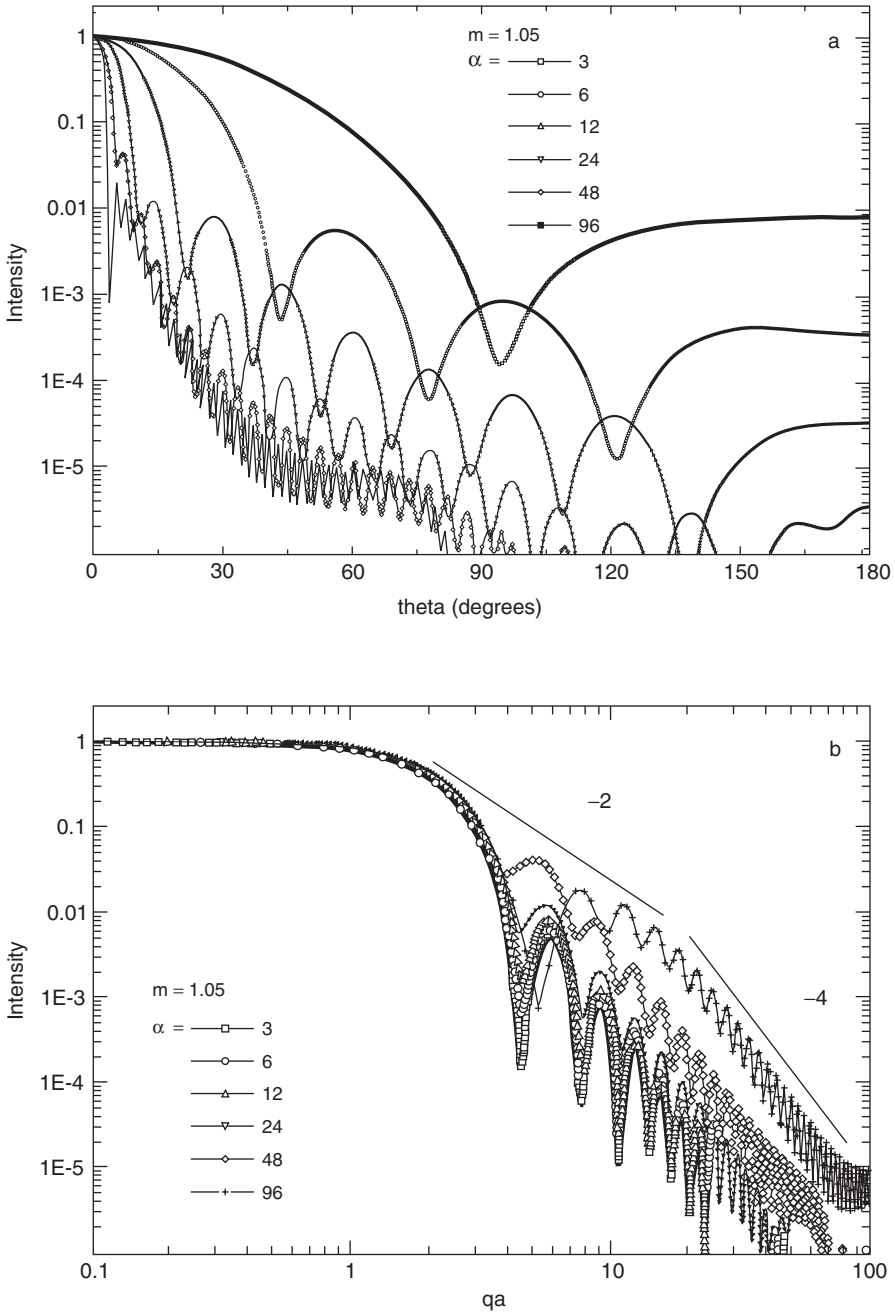 a
m = 1.05
α =
3
6
12
24
48
96
1
0.1
0.01
1E-3
1E-4
1E-5
Intensity
0
30
60
90
120
150
180
theta (degrees)
b
−2
−4
m = 1.05
α =
3
6
12
24
48
96
1
0.1
0.01
1E-3
1E-4
1E-5
Intensity
0.1
1
10
100
qa